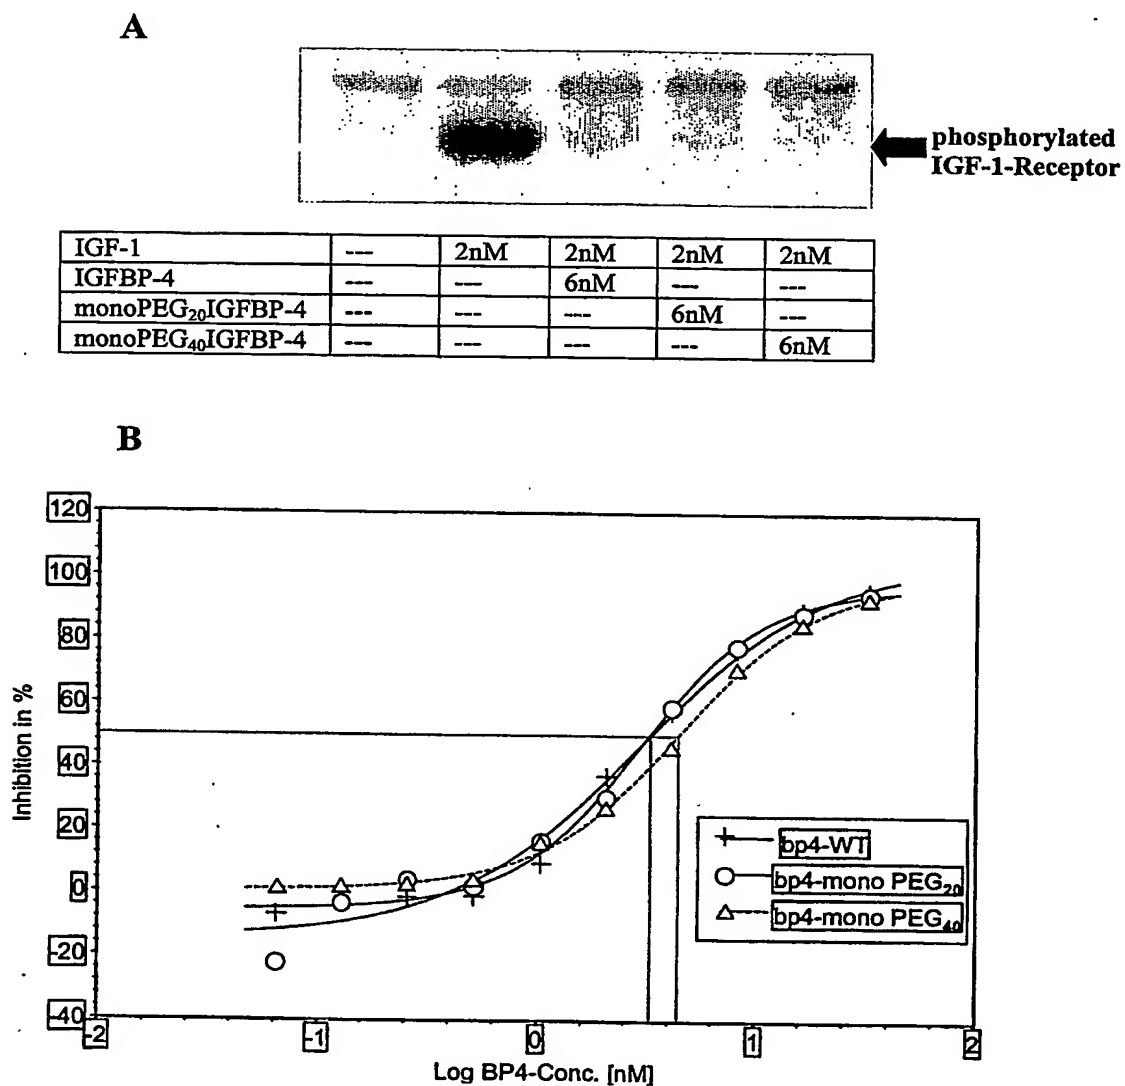 A
phosphorylated
IGF-1-Receptor
IGF-1 --- 2nM 2nM 2nM 2nM
IGFBP-4 --- --- 6nM --- ---
monoPEG₂₀IGFBP-4 --- --- --- 6nM ---
monoPEG₄₀IGFBP-4 --- --- --- --- 6nM
B
120
100
80
60
40
20
0
-20
-40
Inhibition in %
-2 -1 0 1 2
Log BP4-Conc. [nM]
bp4-WT
bp4-mono PEG₂₀
bp4-mono PEG₄₀